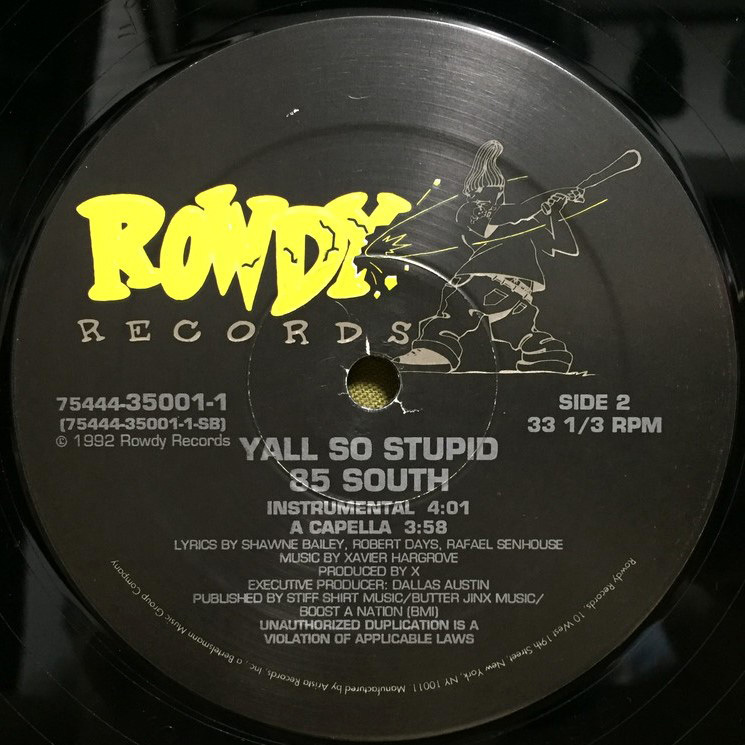 ROWDY
RECORDS
75444-35001-1
(75444-35001-1-SB)
© 1992 Rowdy Records
SIDE 2
33 1/3 RPM
YALL SO STUPID
85 SOUTH
INSTRUMENTAL 4:01
A CAPELLA 3:58
LYRICS BY SHAWNE BAILEY, ROBERT DAYS, RAFAEL SENHOUSE
MUSIC BY XAVIER HARGROVE
PRODUCED BY X
EXECUTIVE PRODUCER: DALLAS AUSTIN
PUBLISHED BY STIFF SHIRT MUSIC/BUTTER JINX MUSIC/
BOOST A NATION (BMI)
UNAUTHORIZED DUPLICATION IS A
VIOLATION OF APPLICABLE LAWS
Rowdy Records, 10 West 19th Street, New York, NY 10011. Manufactured by Arista Records, Inc., a Bertelsmann Music Group Company